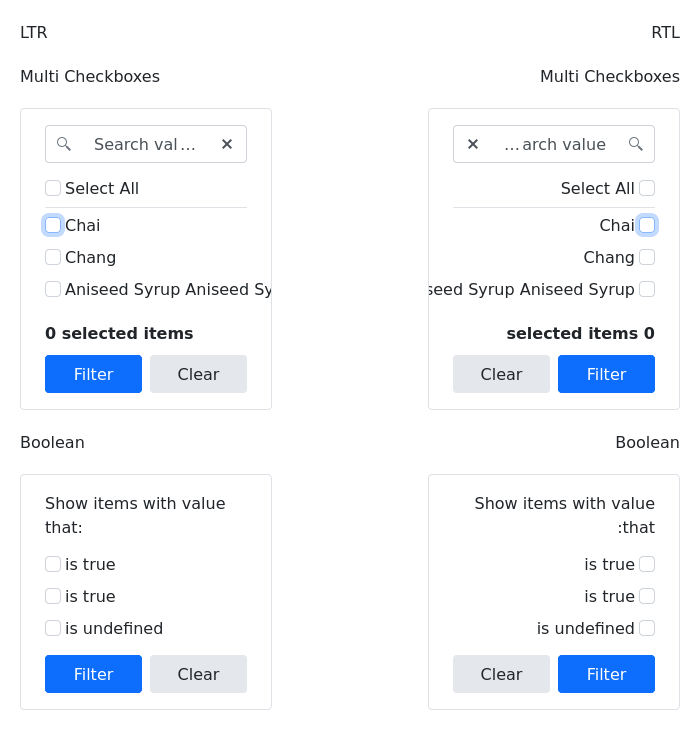 LTR
Multi Checkboxes
Search val...
Select All
Chai
Chang
Aniseed Syrup Aniseed Sy
0 selected items
Filter Clear
Boolean
Show items with value
that:
is true
is true
is undefined
Filter Clear
RTL
Multi Checkboxes
...arch value
Select All
Chai
Chang
seed Syrup Aniseed Syrup
selected items 0
Clear Filter
Boolean
Show items with value
:that
is true
is true
is undefined
Clear Filter